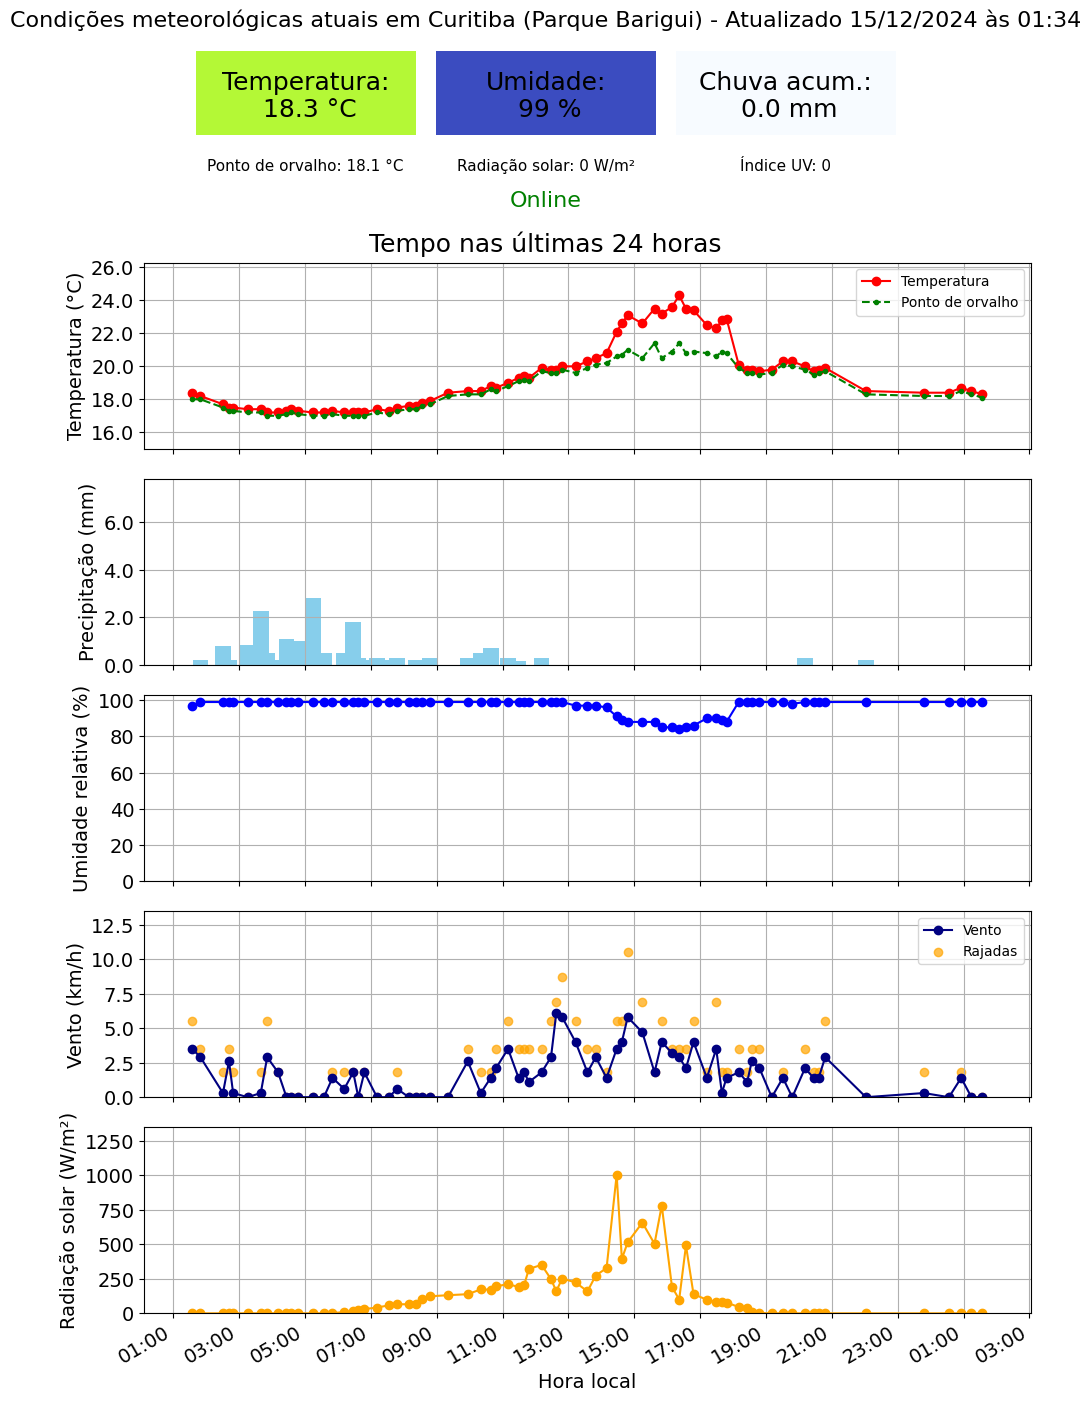 Condições meteorológicas atuais em Curitiba (Parque Barigui) - Atualizado 15/12/2024 às 01:34
Temperatura:
18.3 °C
Umidade:
99 %
Chuva acum.:
0.0 mm
Ponto de orvalho: 18.1 °C
Radiação solar: 0 W/m²
Índice UV: 0
Online
Tempo nas últimas 24 horas
Temperatura (°C)
26.0
24.0
22.0
20.0
18.0
16.0
Temperatura
Ponto de orvalho
Precipitação (mm)
6.0
4.0
2.0
0.0
Umidade relativa (%)
100
80
60
40
20
0
Vento (km/h)
12.5
10.0
7.5
5.0
2.5
0.0
Vento
Rajadas
Radiação solar (W/m²)
1250
1000
750
500
250
0
01:00
03:00
05:00
07:00
09:00
11:00
13:00
15:00
17:00
19:00
21:00
23:00
01:00
03:00
Hora local